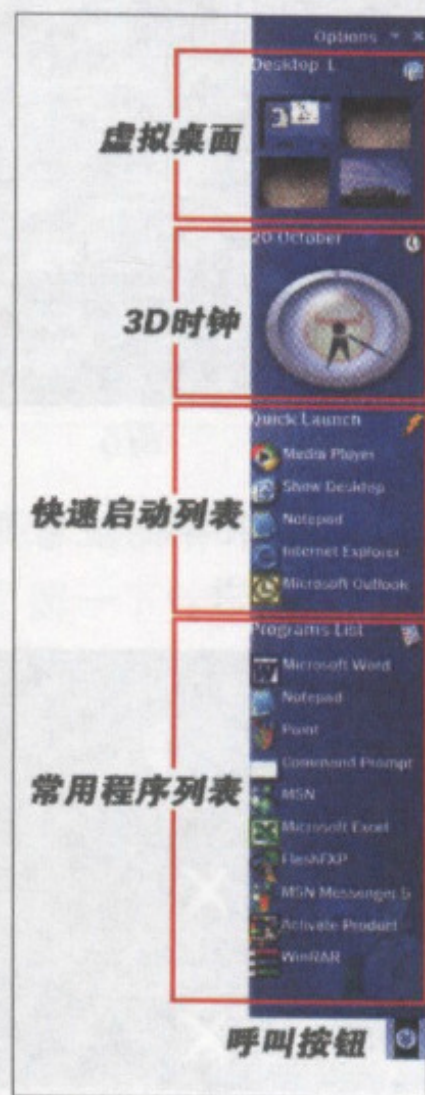 Options
Desktop 1
虚拟桌面
20 October
3D时钟
Quick Launch
Media Player
Show Desktop
Notepad
Internet Explorer
Microsoft Outlook
快速启动列表
Programs List
Microsoft Word
Notepad
Paint
Command Prompt
MSN
Microsoft Excel
FlashFXP
MSN Messenger 6
Activate Product
WinRAR
常用程序列表
呼叫按钮